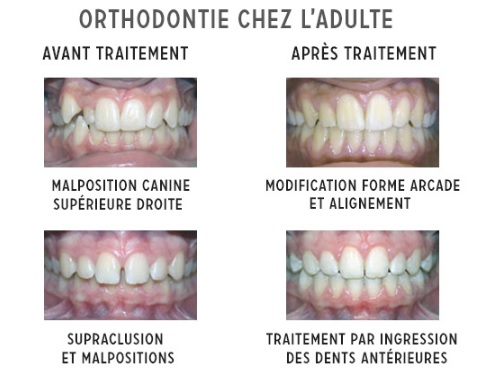 ORTHODONTIE CHEZ L'ADULTE
AVANT TRAITEMENT
APRÈS TRAITEMENT
MALPOSITION CANINE
SUPÉRIEURE DROITE
MODIFICATION FORME ARCADE
ET ALIGNEMENT
SUPRACLUSION
ET MALPOSITIONS
TRAITEMENT PAR INGRESSION
DES DENTS ANTÉRIEURES